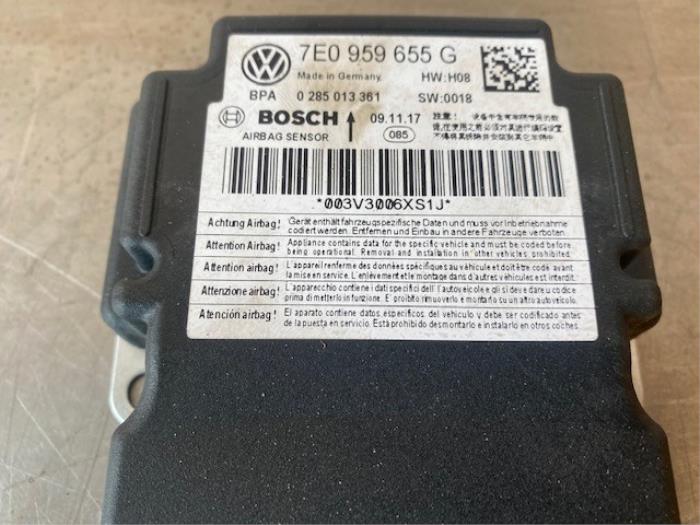 7E0 959 655 G
Made in Germany HW:H08
BPA 0 285 013 361 SW:0018
BOSCH 09.11.17
AIRBAG SENSOR 085
*003V3006XS1J*
Achtung Airbag! Gerät enthält fahrzeugspezifische Daten und muss vor Inbetriebnahme
codiert werden. Entfernen und Einbau in andere Fahrzeuge verboten.
Attention Airbag! Appliance contains data for the specific vehicle and must be coded before
being operational. Removal and installation in other vehicles prohibited.
Attention airbag! L'appareil renferme des données spécifiques au véhicule et doit être codé avant
la mise en service. L'enlèvement et le montage dans d'autres véhicules est interdit.
Attenzione airbag! L'apparecchio contiene i dati specifici dell'autoveicolo e gli si deve dare u codice
prima di metterlo in funzione. E' proibito rimuoverlo e montarlo su an altro autoveicolo.
Atención airbag! El aparato contiene datos específicos del vehículo y debe ser codificado antes
de la puesta en servicio. Está prohibido desmontarlo e instalarlo en otros coches.